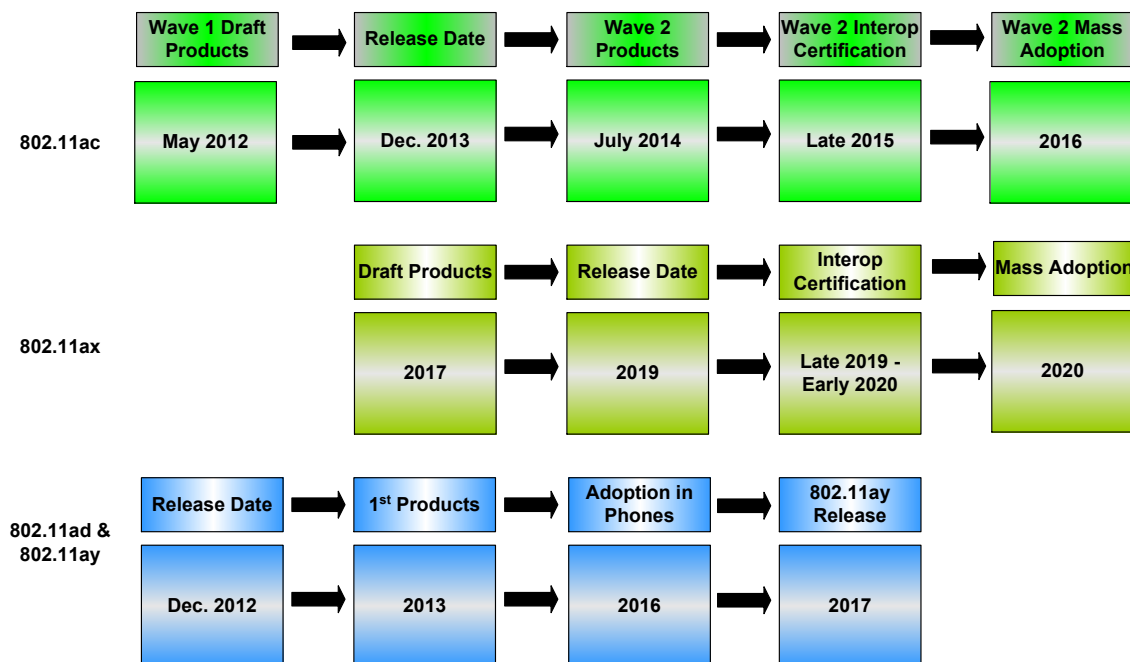 Wave 1 Draft
Products
Release Date
Wave 2
Products
Wave 2 Interop
Certification
Wave 2 Mass
Adoption
802.11ac
May 2012
Dec. 2013
July 2014
Late 2015
2016
Draft Products
Release Date
Interop
Certification
Mass Adoption
802.11ax
2017
2019
Late 2019 -
Early 2020
2020
Release Date
1st Products
Adoption in
Phones
802.11ay
Release
802.11ad &
802.11ay
Dec. 2012
2013
2016
2017